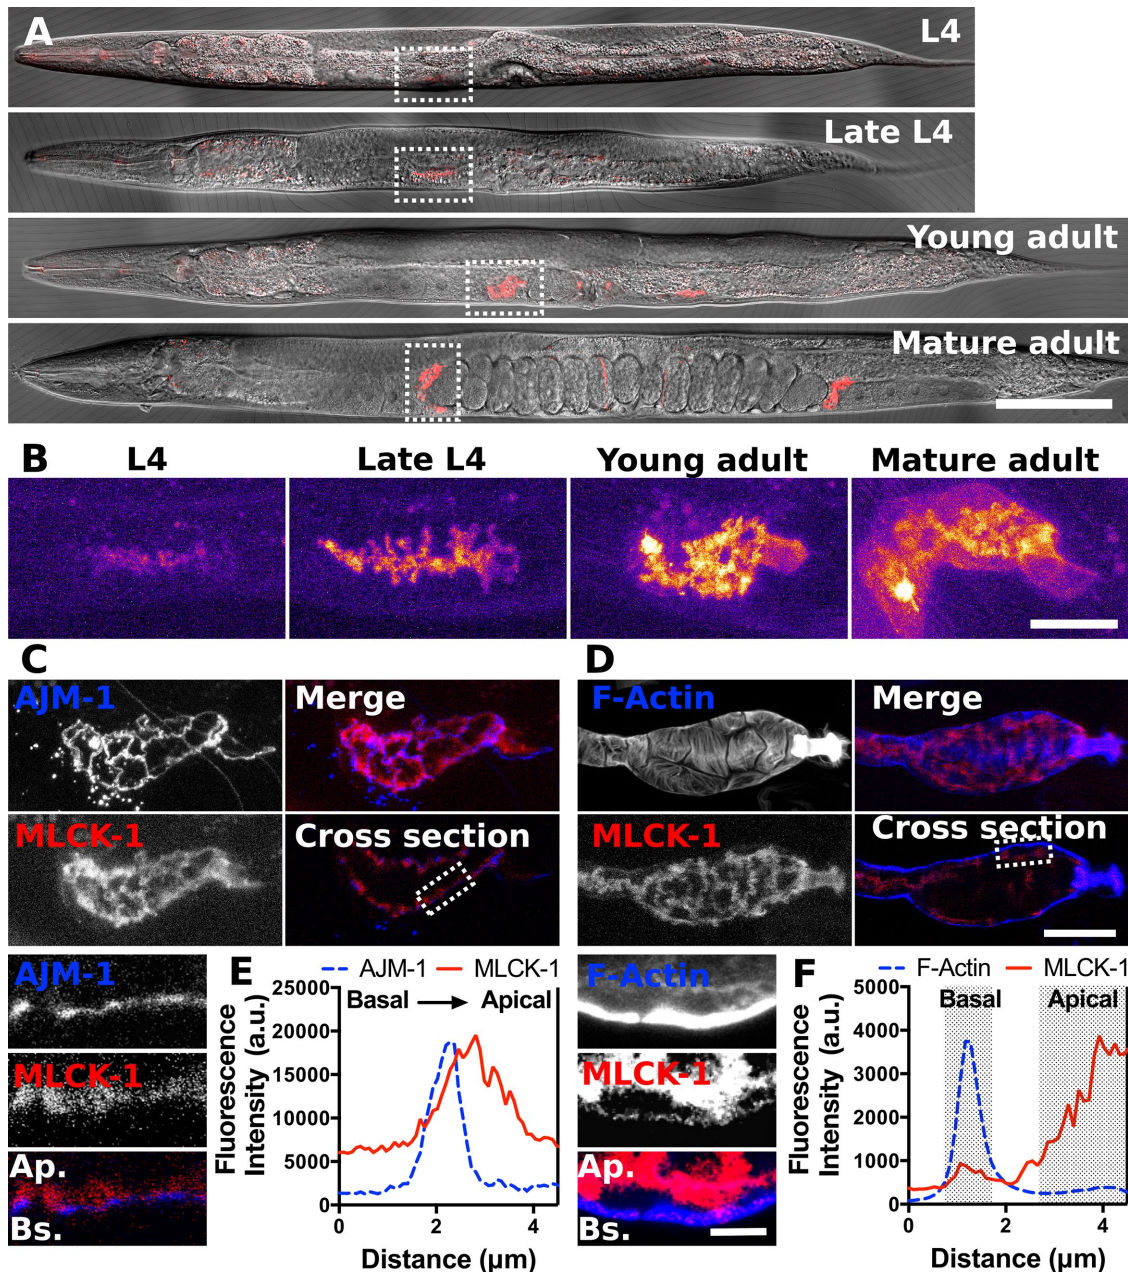 A
L4
Late L4
Young adult
Mature adult
B
L4 Late L4 Young adult Mature adult
C
AJM-1 Merge
MLCK-1 Cross section
D
F-Actin Merge
MLCK-1 Cross section
AJM-1
MLCK-1
Ap.
Bs.
E
AJM-1 MLCK-1
Basal Apical
Fluorescence
Intensity (a.u.)
25000
20000
15000
10000
5000
0
0 2 4
Distance (µm)
F-Actin
MLCK-1
Ap.
Bs.
F
F-Actin MLCK-1
Basal Apical
Fluorescence
Intensity (a.u.)
5000
4000
3000
2000
1000
0
0 2 4
Distance (µm)